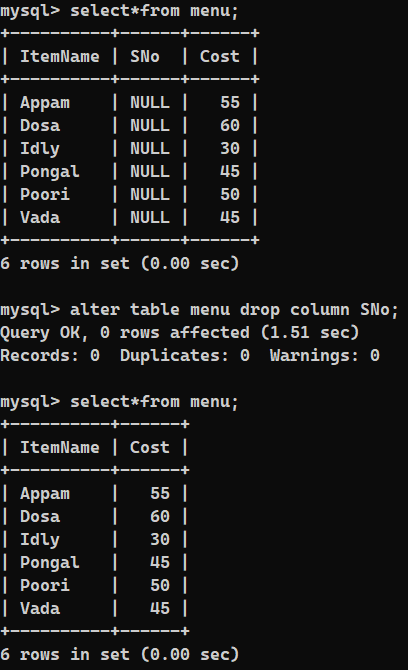 mysql> select*from menu;
+----------+------+------+
| ItemName | SNo  | Cost |
+----------+------+------+
| Appam    | NULL |   55 |
| Dosa     | NULL |   60 |
| Idly     | NULL |   30 |
| Pongal   | NULL |   45 |
| Poori    | NULL |   50 |
| Vada     | NULL |   45 |
+----------+------+------+
6 rows in set (0.00 sec)

mysql> alter table menu drop column SNo;
Query OK, 0 rows affected (1.51 sec)
Records: 0  Duplicates: 0  Warnings: 0

mysql> select*from menu;
+----------+------+
| ItemName | Cost |
+----------+------+
| Appam    |   55 |
| Dosa     |   60 |
| Idly     |   30 |
| Pongal   |   45 |
| Poori    |   50 |
| Vada     |   45 |
+----------+------+
6 rows in set (0.00 sec)